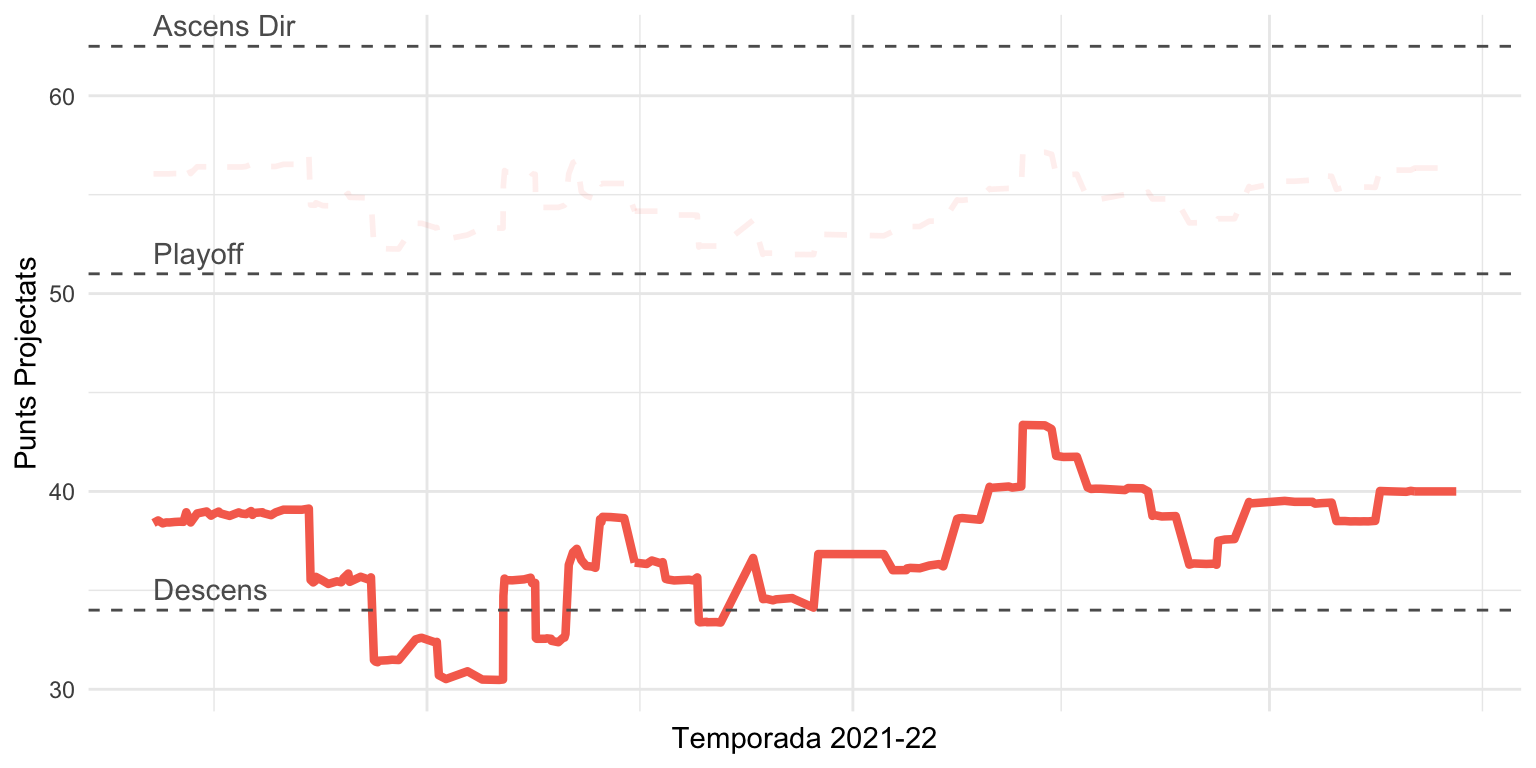 Ascens Dir
60
Playoff
50
Punts Projectats
40
Descens
30
Temporada 2021-22